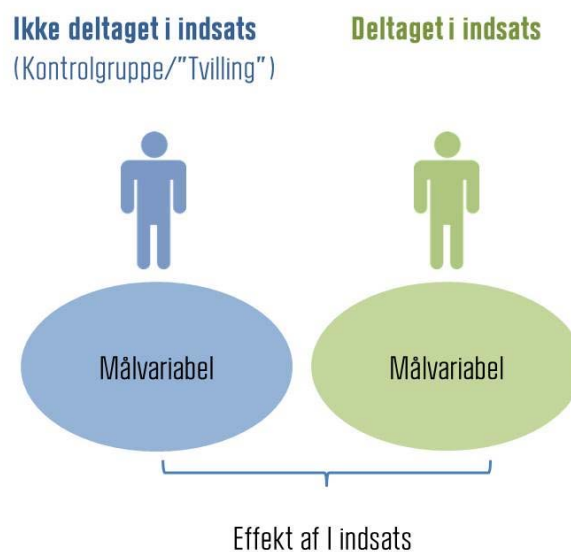 Ikke deltaget i indsats
(Kontrolgruppe/"Tvilling")
Deltaget i indsats
Målvariabel
Målvariabel
Effekt af I indsats